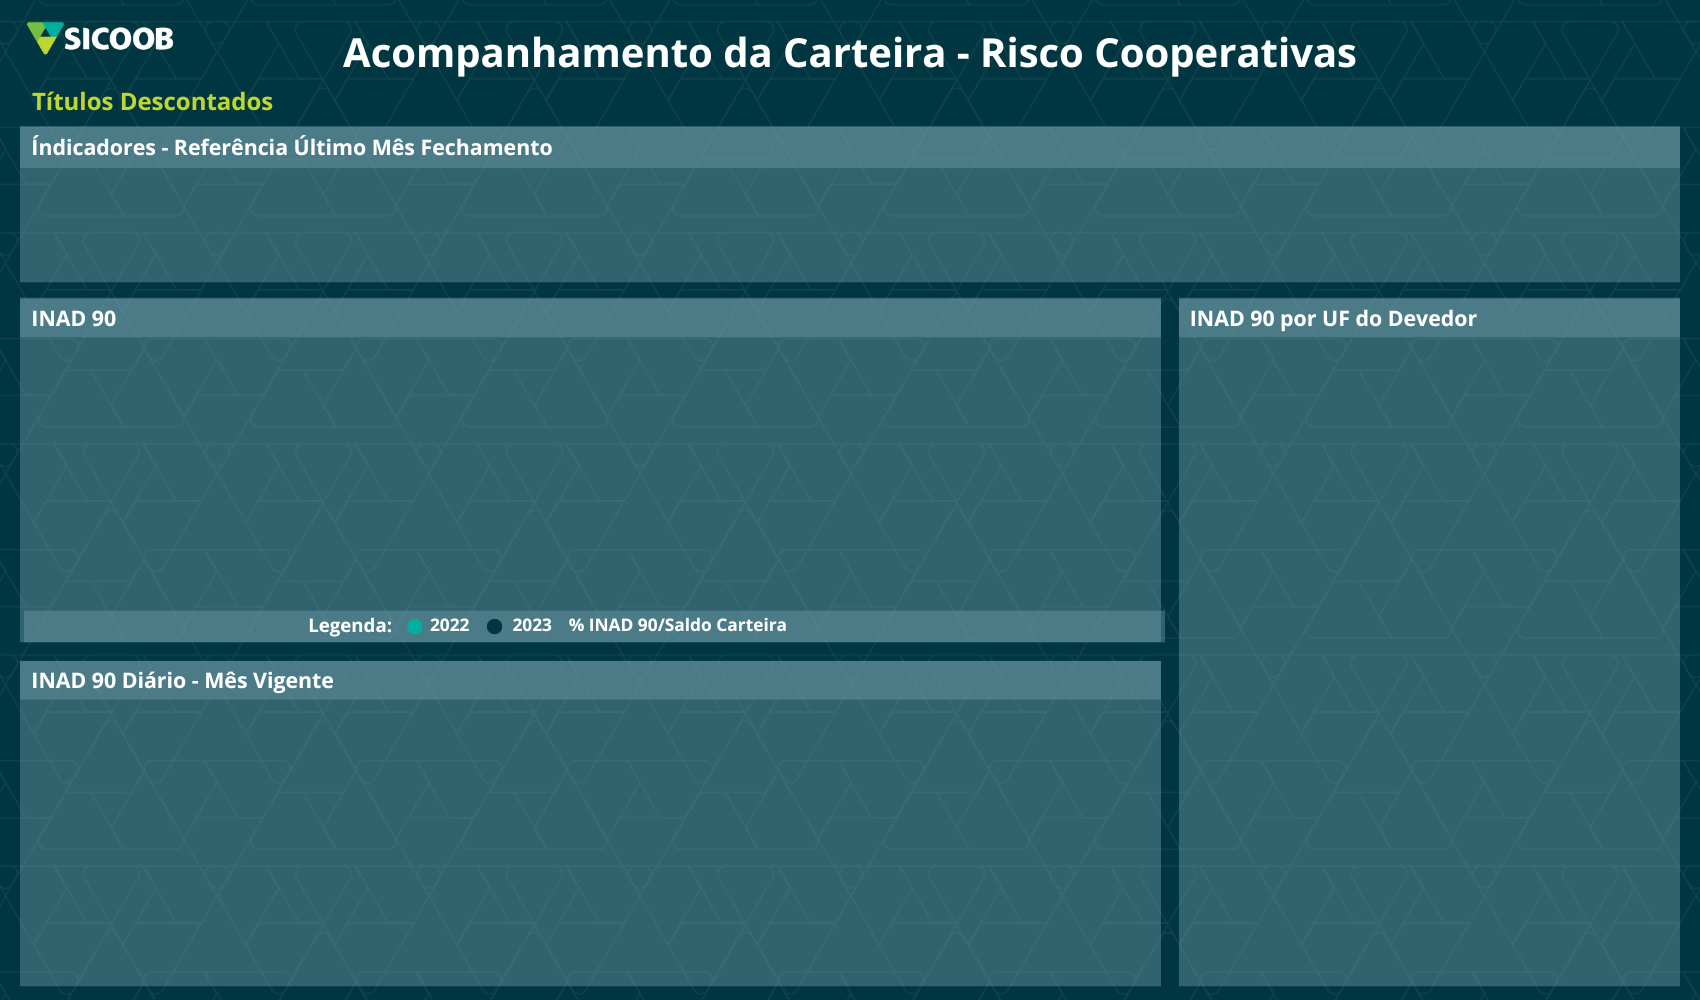 SICOOB
Acompanhamento da Carteira - Risco Cooperativas
Títulos Descontados
Índicadores - Referência Último Mês Fechamento
INAD 90
INAD 90 por UF do Devedor
Legenda: 2022 2023 % INAD 90/Saldo Carteira
INAD 90 Diário - Mês Vigente